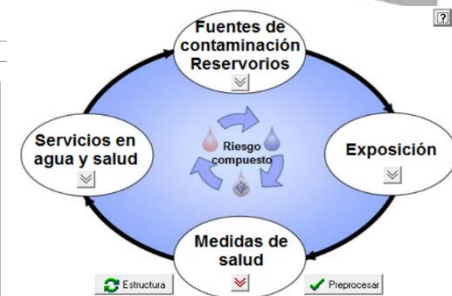 ?
Fuentes de
contaminación
Reservorios
Servicios en
agua y salud
Riesgo
compuesto
Exposición
Medidas de
salud
Estructura
Preprocesar